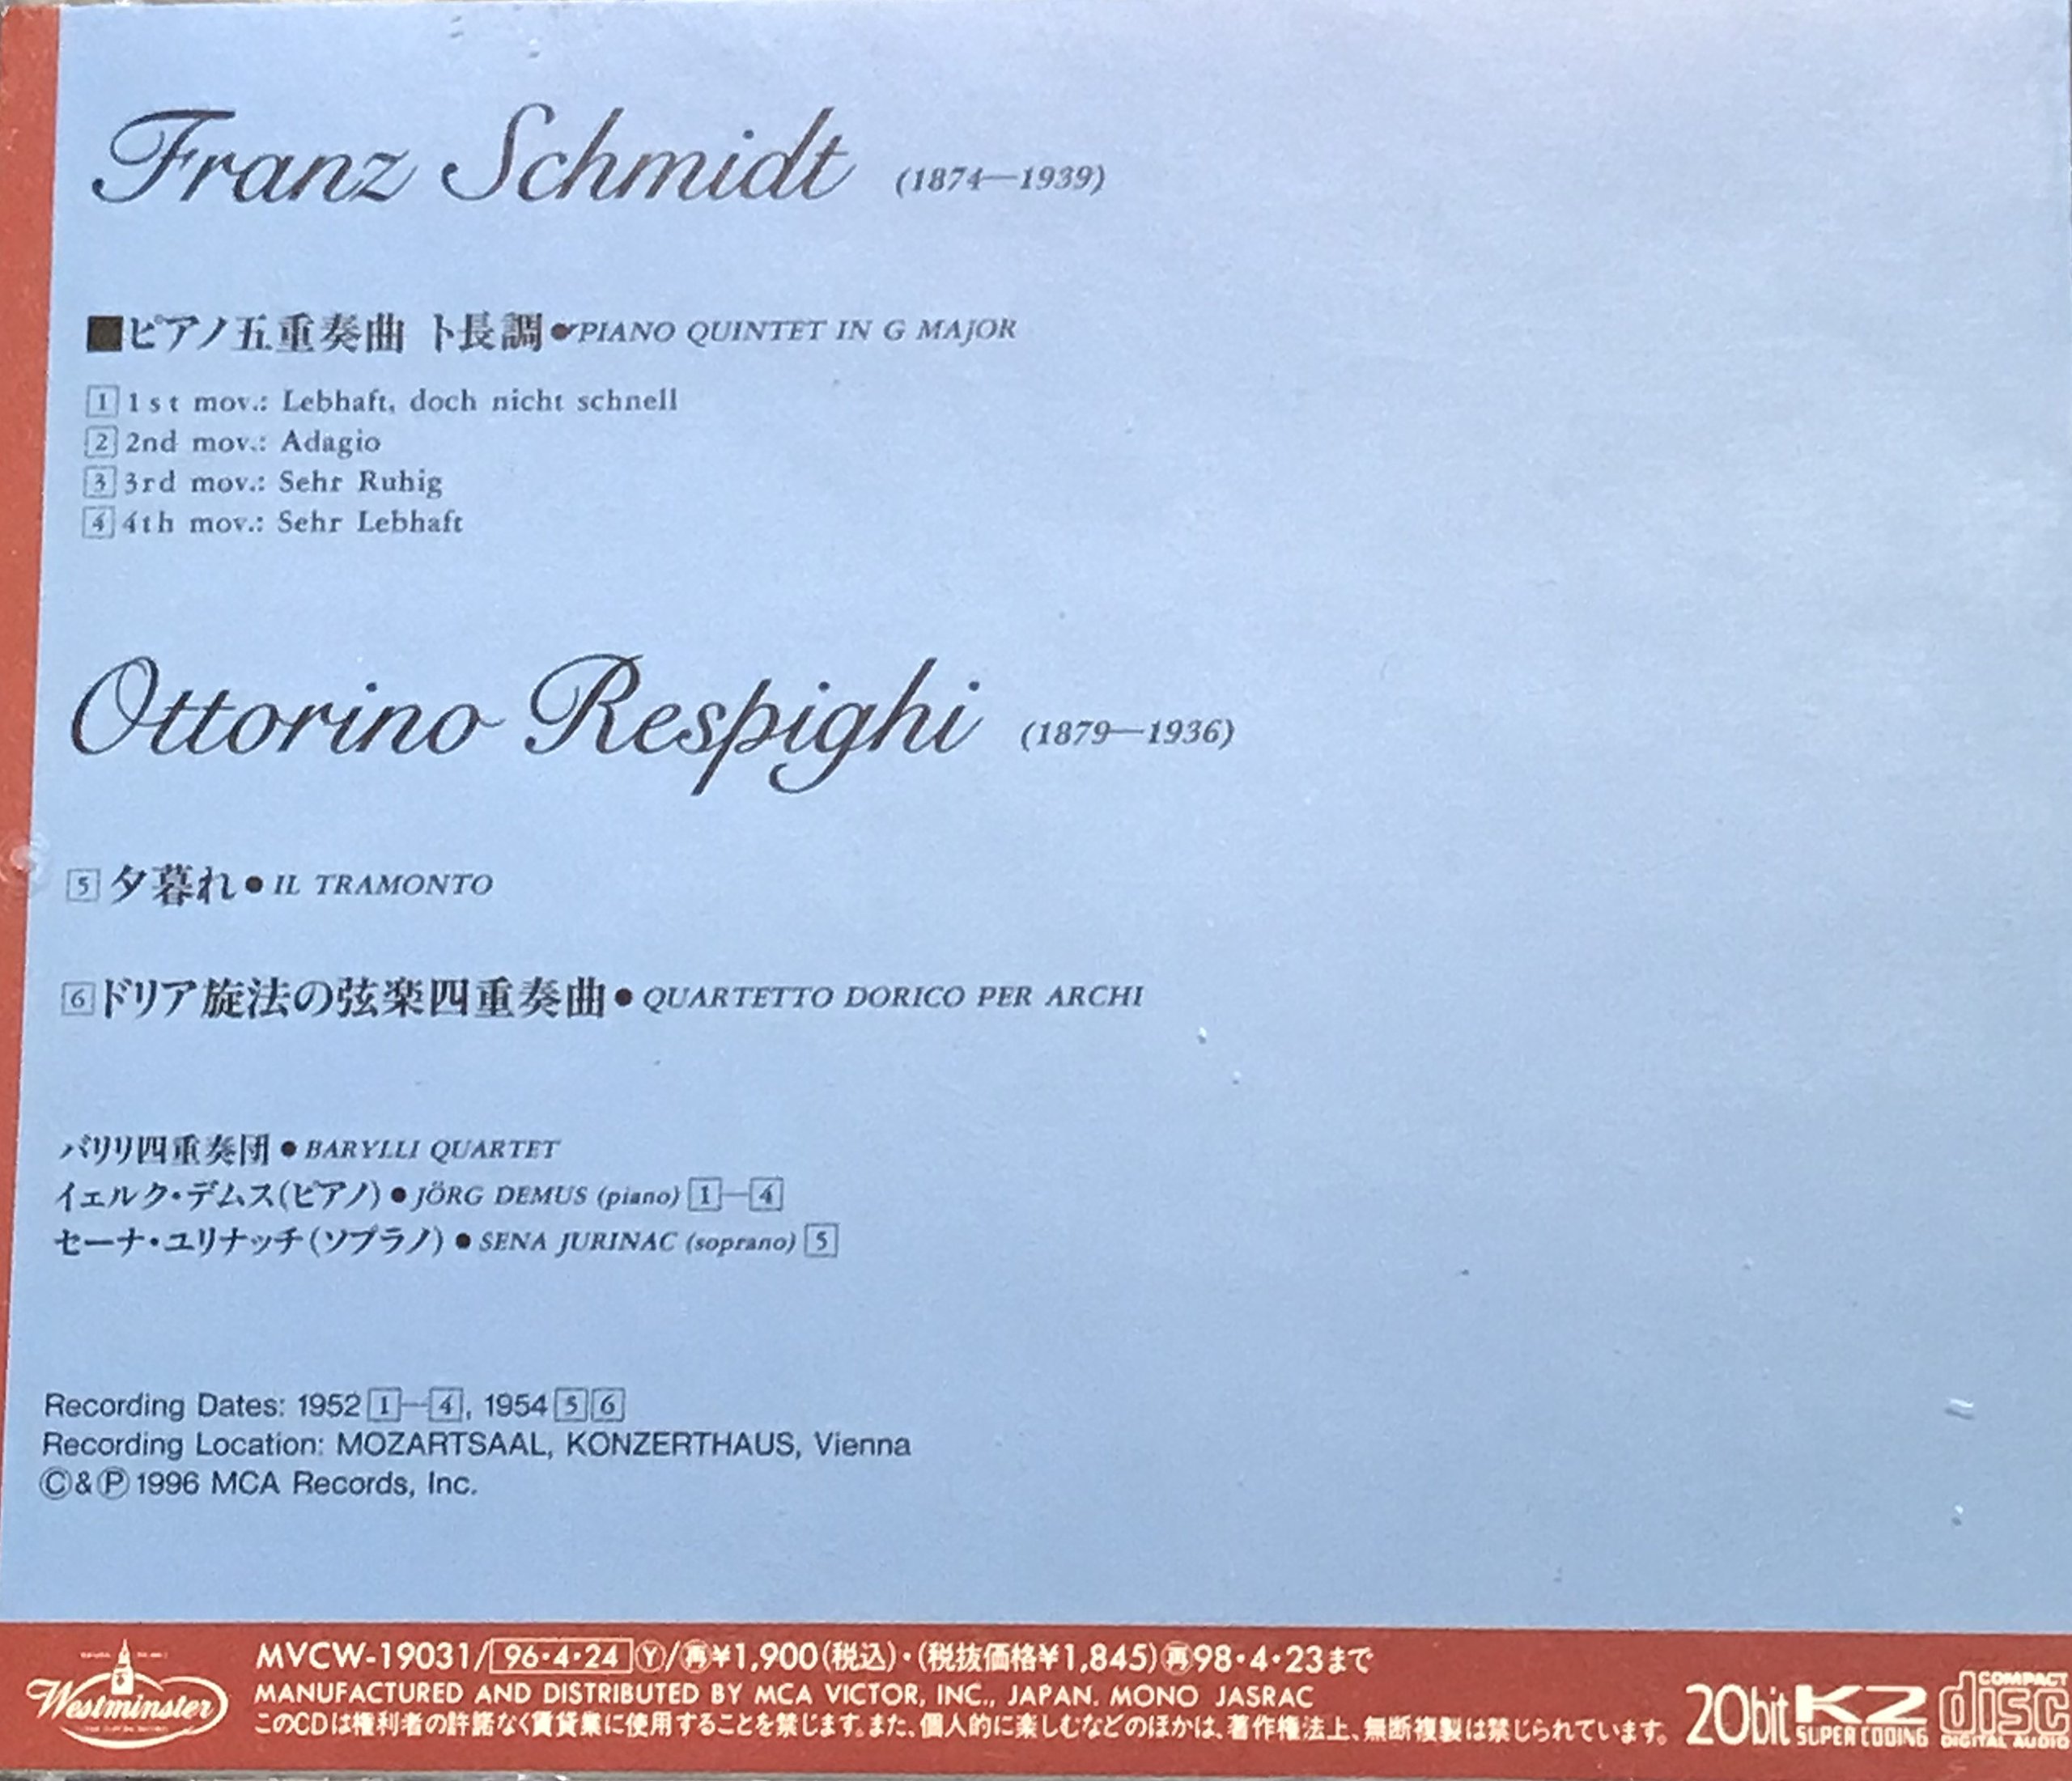 Franz Schmidt (1874—1939)
■ピアノ五重奏曲 ト長調●PIANO QUINTET IN G MAJOR
1 1st mov.: Lebhaft, doch nicht schnell
2 2nd mov.: Adagio
3 3rd mov.: Sehr Ruhig
4 4th mov.: Sehr Lebhaft
Ottorino Respighi (1879—1936)
5 夕暮れ●IL TRAMONTO
6 ドリア旋法の弦楽四重奏曲●QUARTETTO DORICO PER ARCHI
バリリ四重奏団●BARYLLI QUARTET
イェルク・デムス(ピアノ)●JÖRG DEMUS (piano) 1—4
セーナ・ユリナッチ(ソプラノ)●SENA JURINAC (soprano) 5
Recording Dates: 1952 1—4, 1954 5 6
Recording Location: MOZARTSAAL, KONZERTHAUS, Vienna
Ⓒ&Ⓟ1996 MCA Records, Inc.
Westminster
MVCW-19031/96・4・24Ⓨ/再¥1,900(税込)・(税抜価格¥1,845)再98・4・23まで
MANUFACTURED AND DISTRIBUTED BY MCA VICTOR, INC., JAPAN. MONO JASRAC
このCDは権利者の許諾なく賃貸業に使用することを禁じます。また、個人的に楽しむなどのほかは、著作権法上、無断複製は禁じられています。
20bit K2
SUPER CODING
COMPACT
disc
DIGITAL AUDIO